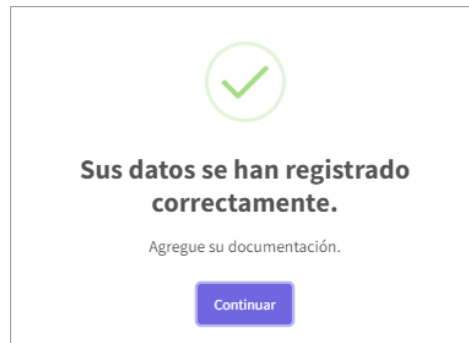 Sus datos se han registrado
correctamente.
Agregue su documentación.
Continuar